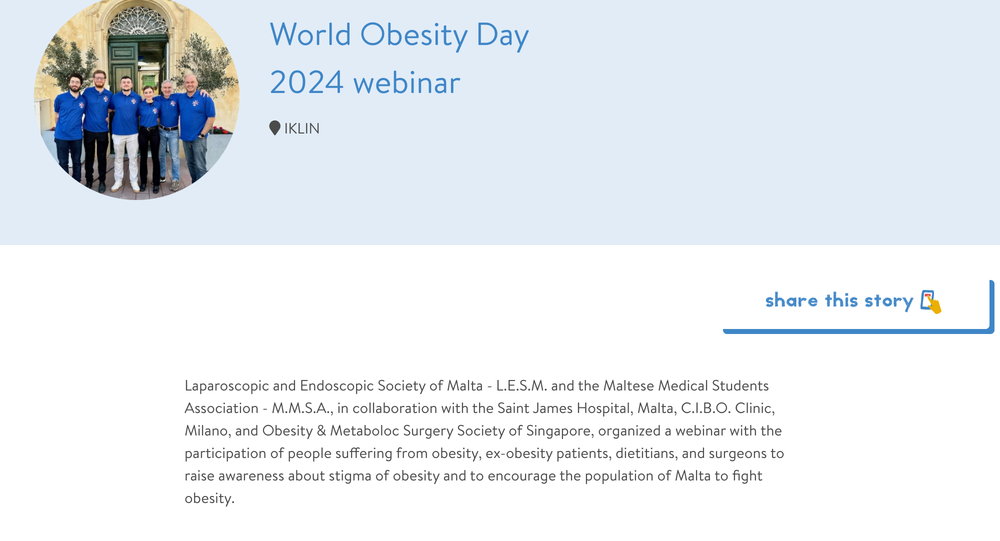 World Obesity Day
2024 webinar
IKLIN
share this story
Laparoscopic and Endoscopic Society of Malta - L.E.S.M. and the Maltese Medical Students
Association - M.M.S.A., in collaboration with the Saint James Hospital, Malta, C.I.B.O. Clinic,
Milano, and Obesity & Metaboloc Surgery Society of Singapore, organized a webinar with the
participation of people suffering from obesity, ex-obesity patients, dietitians, and surgeons to
raise awareness about stigma of obesity and to encourage the population of Malta to fight
obesity.